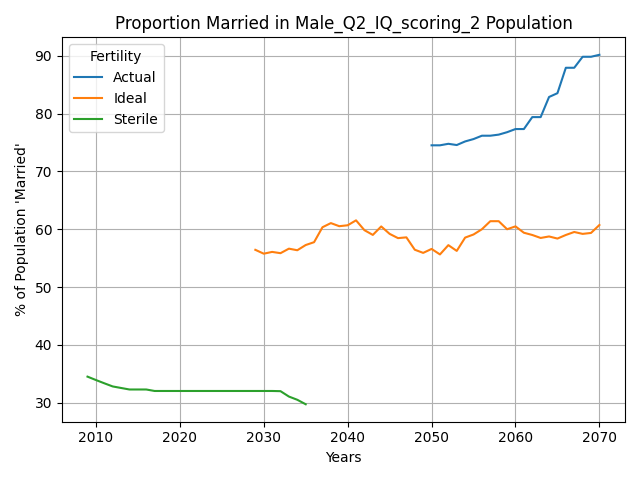 Proportion Married in Male_Q2_IQ_scoring_2 Population
Fertility
Actual
Ideal
Sterile
% of Population 'Married'
90
80
70
60
50
40
30
2010 2020 2030 2040 2050 2060 2070
Years